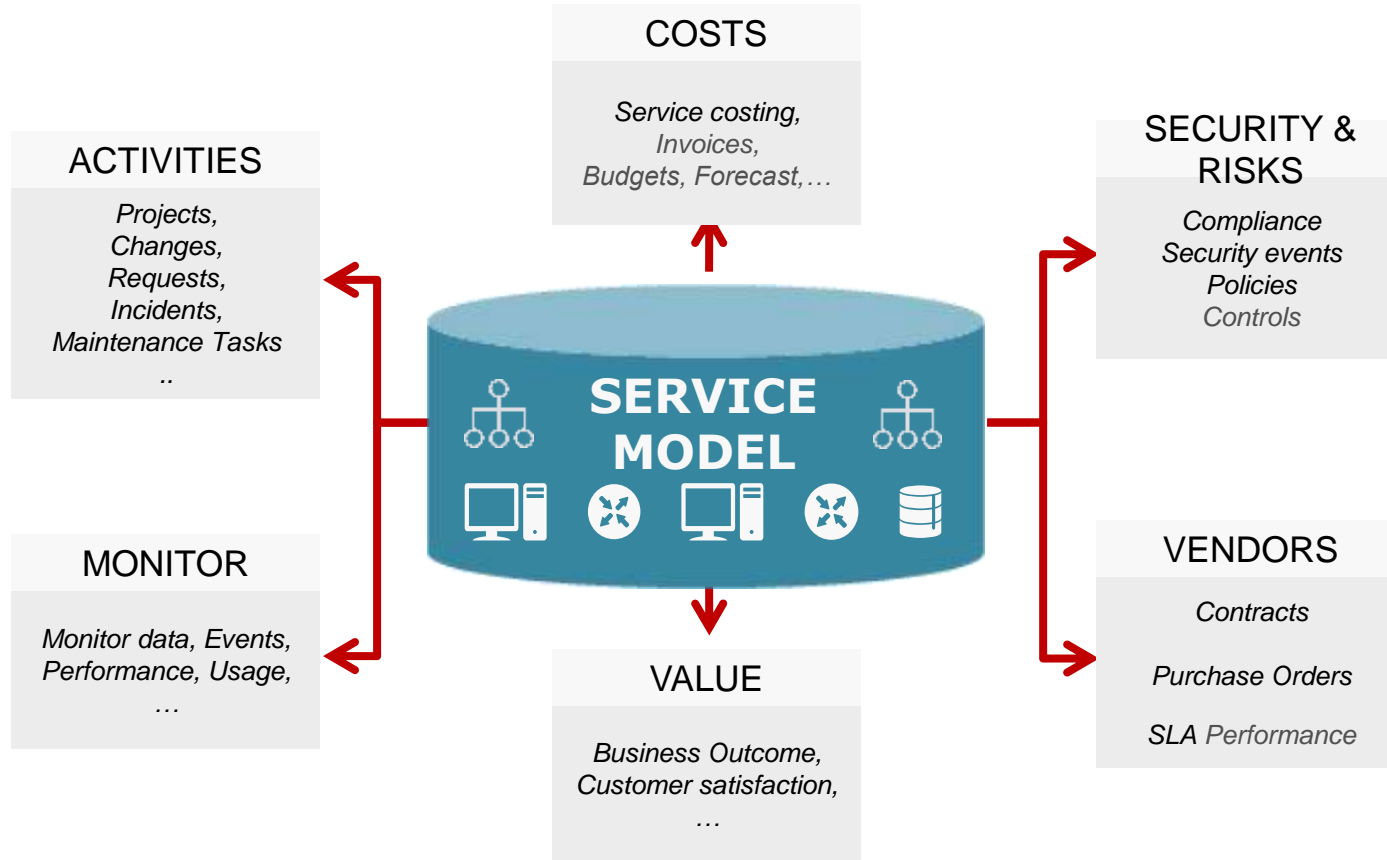 COSTS
Service costing,
Invoices,
Budgets, Forecast,…
ACTIVITIES
Projects,
Changes,
Requests,
Incidents,
Maintenance Tasks
..
SECURITY &
RISKS
Compliance
Security events
Policies
Controls
SERVICE
MODEL
MONITOR
Monitor data, Events,
Performance, Usage,
…
VALUE
Business Outcome,
Customer satisfaction,
…
VENDORS
Contracts
Purchase Orders
SLA Performance